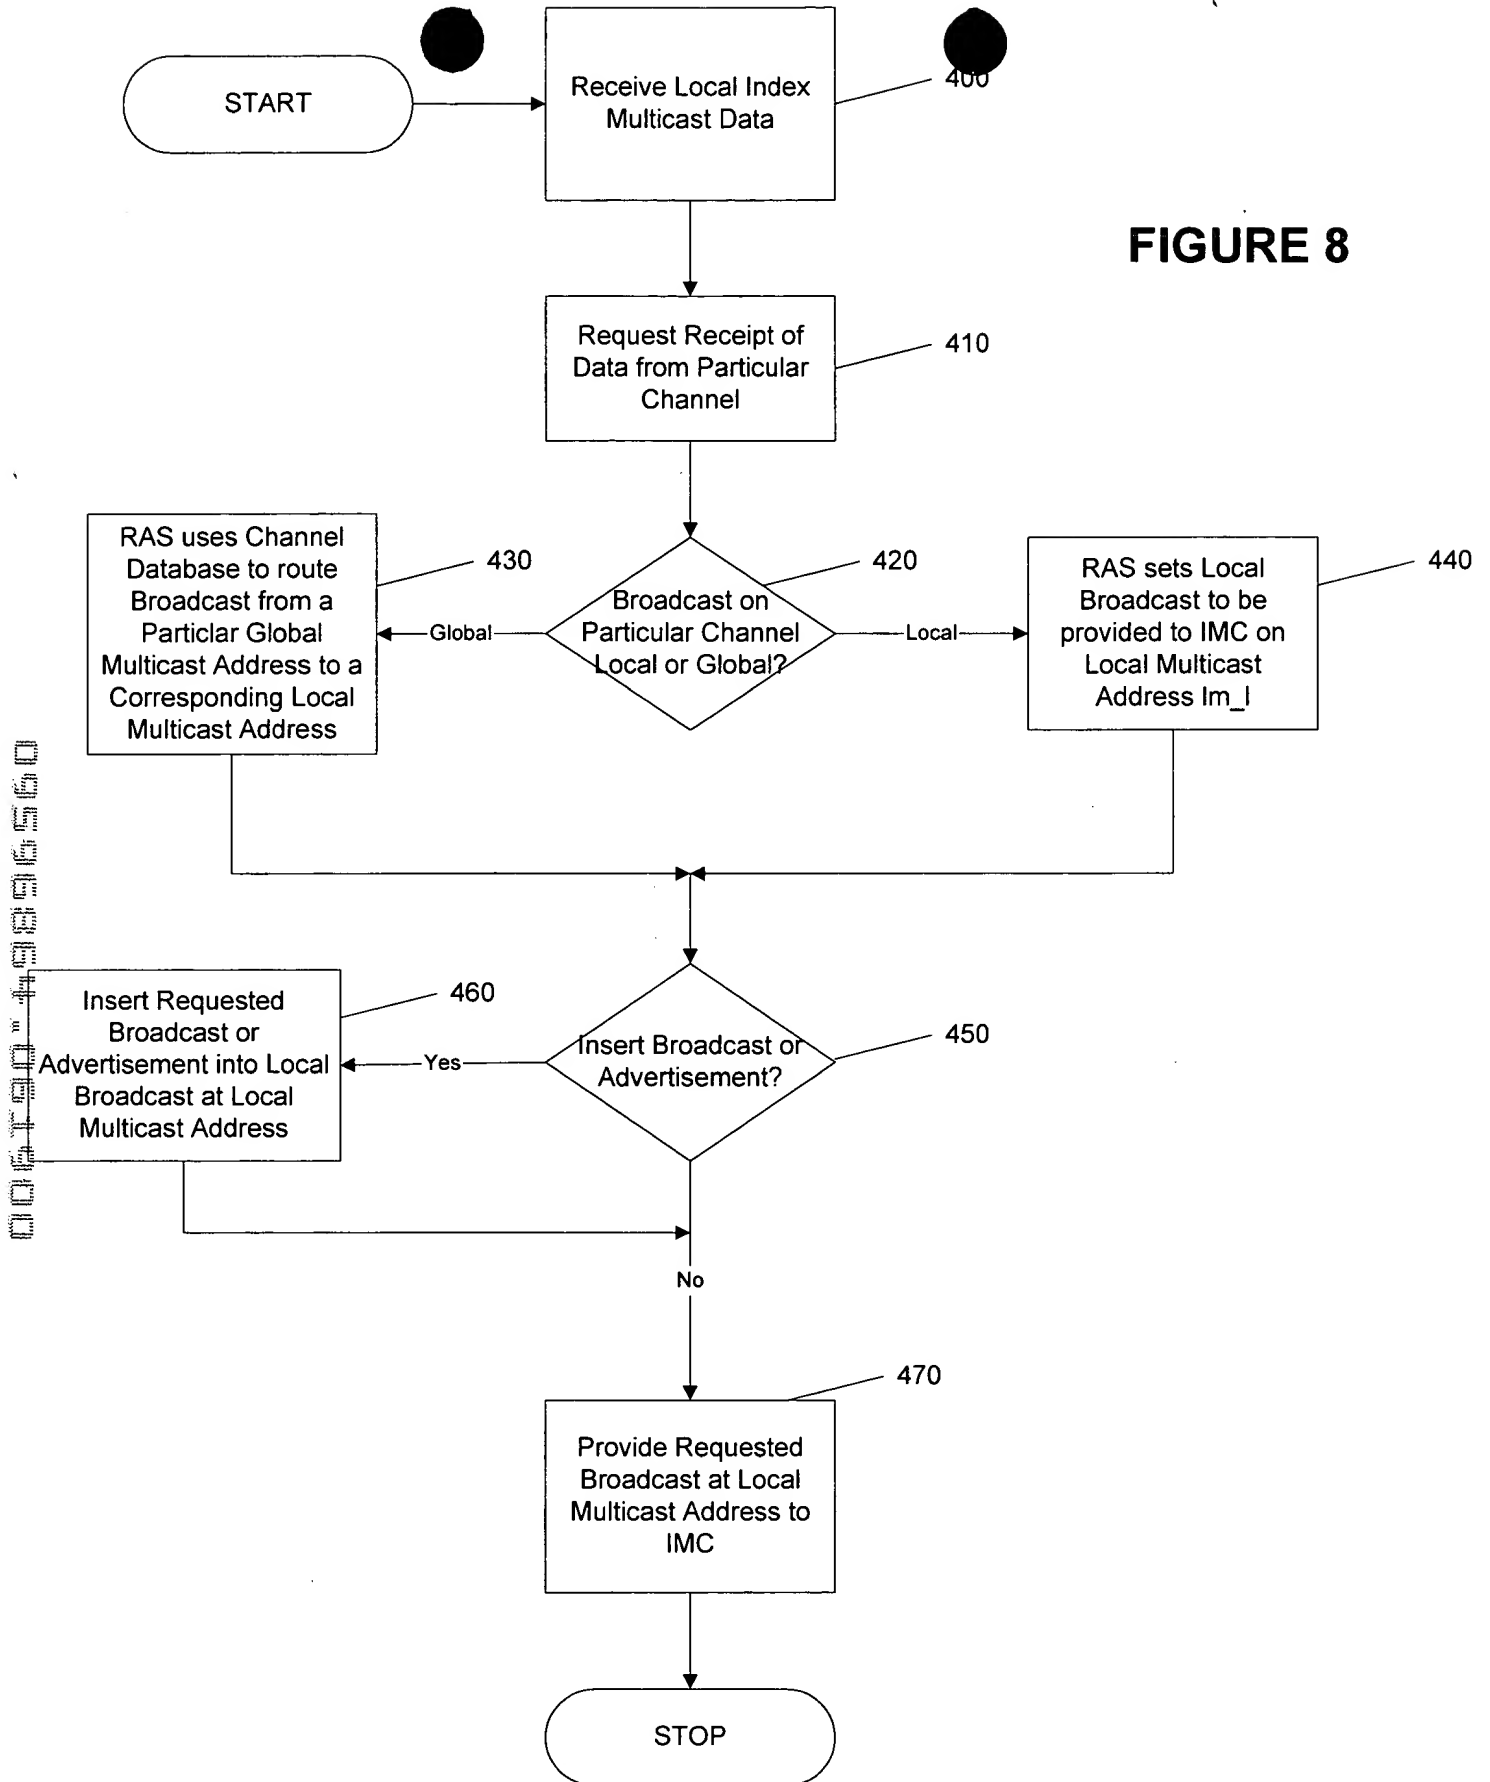 START
Receive Local Index
Multicast Data
400
FIGURE 8
Request Receipt of
Data from Particular
Channel
410
RAS uses Channel
Database to route
Broadcast from a
Particlar Global
Multicast Address to a
Corresponding Local
Multicast Address
430
Global
Broadcast on
Particular Channel
Local or Global?
420
Local
RAS sets Local
Broadcast to be
provided to IMC on
Local Multicast
Address lm_l
440
Insert Requested
Broadcast or
Advertisement into Local
Broadcast at Local
Multicast Address
460
Yes
Insert Broadcast or
Advertisement?
450
No
Provide Requested
Broadcast at Local
Multicast Address to
IMC
470
STOP
09596864.061900